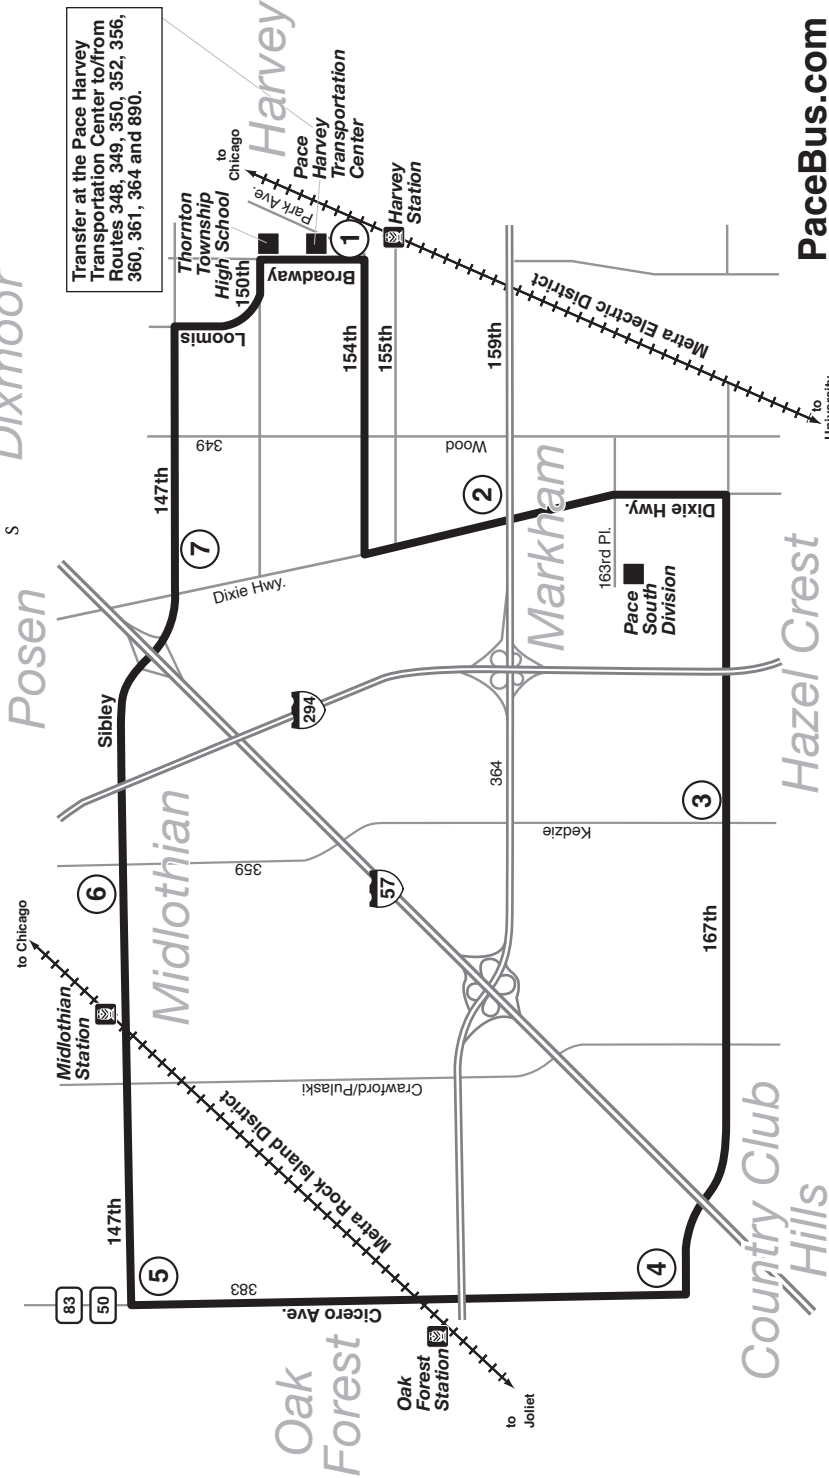 Transfer at the Pace Harvey
Transportation Center to/from
Routes 348, 349, 350, 352, 356,
360, 361, 364 and 890.
Dixmoor
s
Posen
Harvey
to
Chicago
Park Ave.
Pace
Harvey
Transportation
Center
Thornton
Township
High School
150th
Broadway
1
Harvey
Station
Loomis
154th
155th
159th
Metra Electric District
to
349
Wood
147th
7
2
Dixie Hwy.
Markham
163rd Pl.
Dixie Hwy.
Pace
South
Division
Hazel Crest
Sibley
294
Midlothian
364
3
Kedzie
359
6
57
167th
to Chicago
Midlothian
Station
Crawford/Pulaski
Metra Rock Island District
147th
5
383
Cicero Ave.
4
83
50
Oak
Forest
Oak
Forest
Station
to
Joliet
Country Club
Hills
PaceBus.com